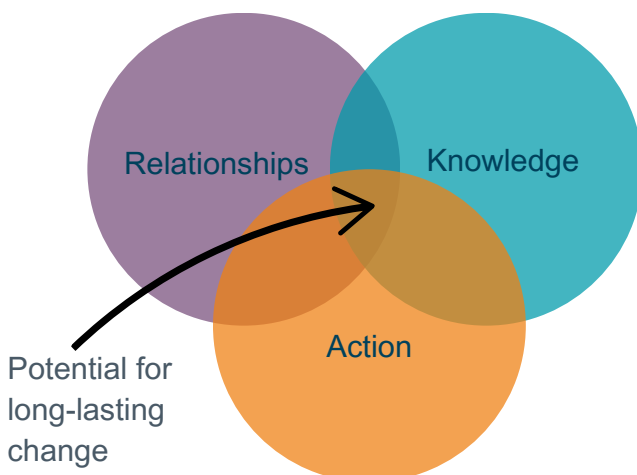 Relationships
Knowledge
Action
Potential for
long-lasting
change